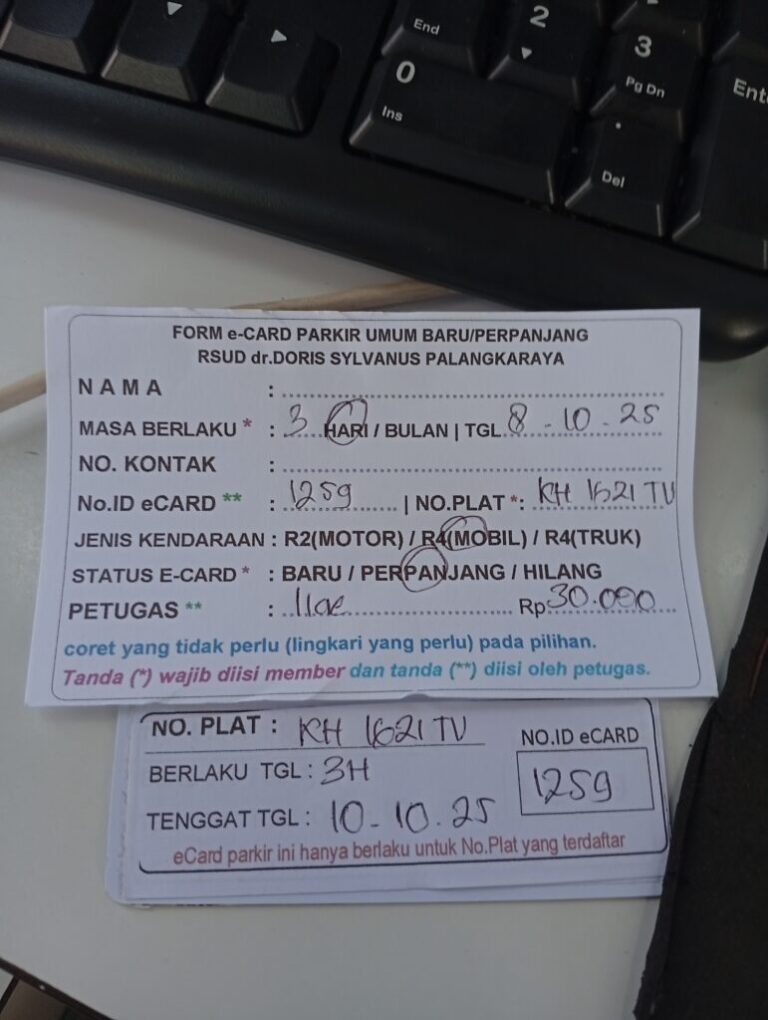 End
2
3
Pg Dn
0
Ins
Del
Ente
FORM e-CARD PARKIR UMUM BARU/PERPANJANG
RSUD dr.DORIS SYLVANUS PALANGKARAYA
NAMA :
MASA BERLAKU * : 3 HARI / BULAN | TGL 8 - 10 - 25
NO. KONTAK :
No.ID eCARD ** : 1259 | NO.PLAT *: KH 1621 TU
JENIS KENDARAAN : R2(MOTOR) / R4(MOBIL) / R4(TRUK)
STATUS E-CARD * : BARU / PERPANJANG / HILANG
PETUGAS ** : Rp 30.000
coret yang tidak perlu (lingkari yang perlu) pada pilihan.
Tanda (*) wajib diisi member dan tanda (**) diisi oleh petugas.
NO. PLAT : KH 1621 TU
NO.ID eCARD
BERLAKU TGL : 3H
1259
TENGGAT TGL : 10 - 10 - 25
eCard parkir ini hanya berlaku untuk No.Plat yang terdaftar